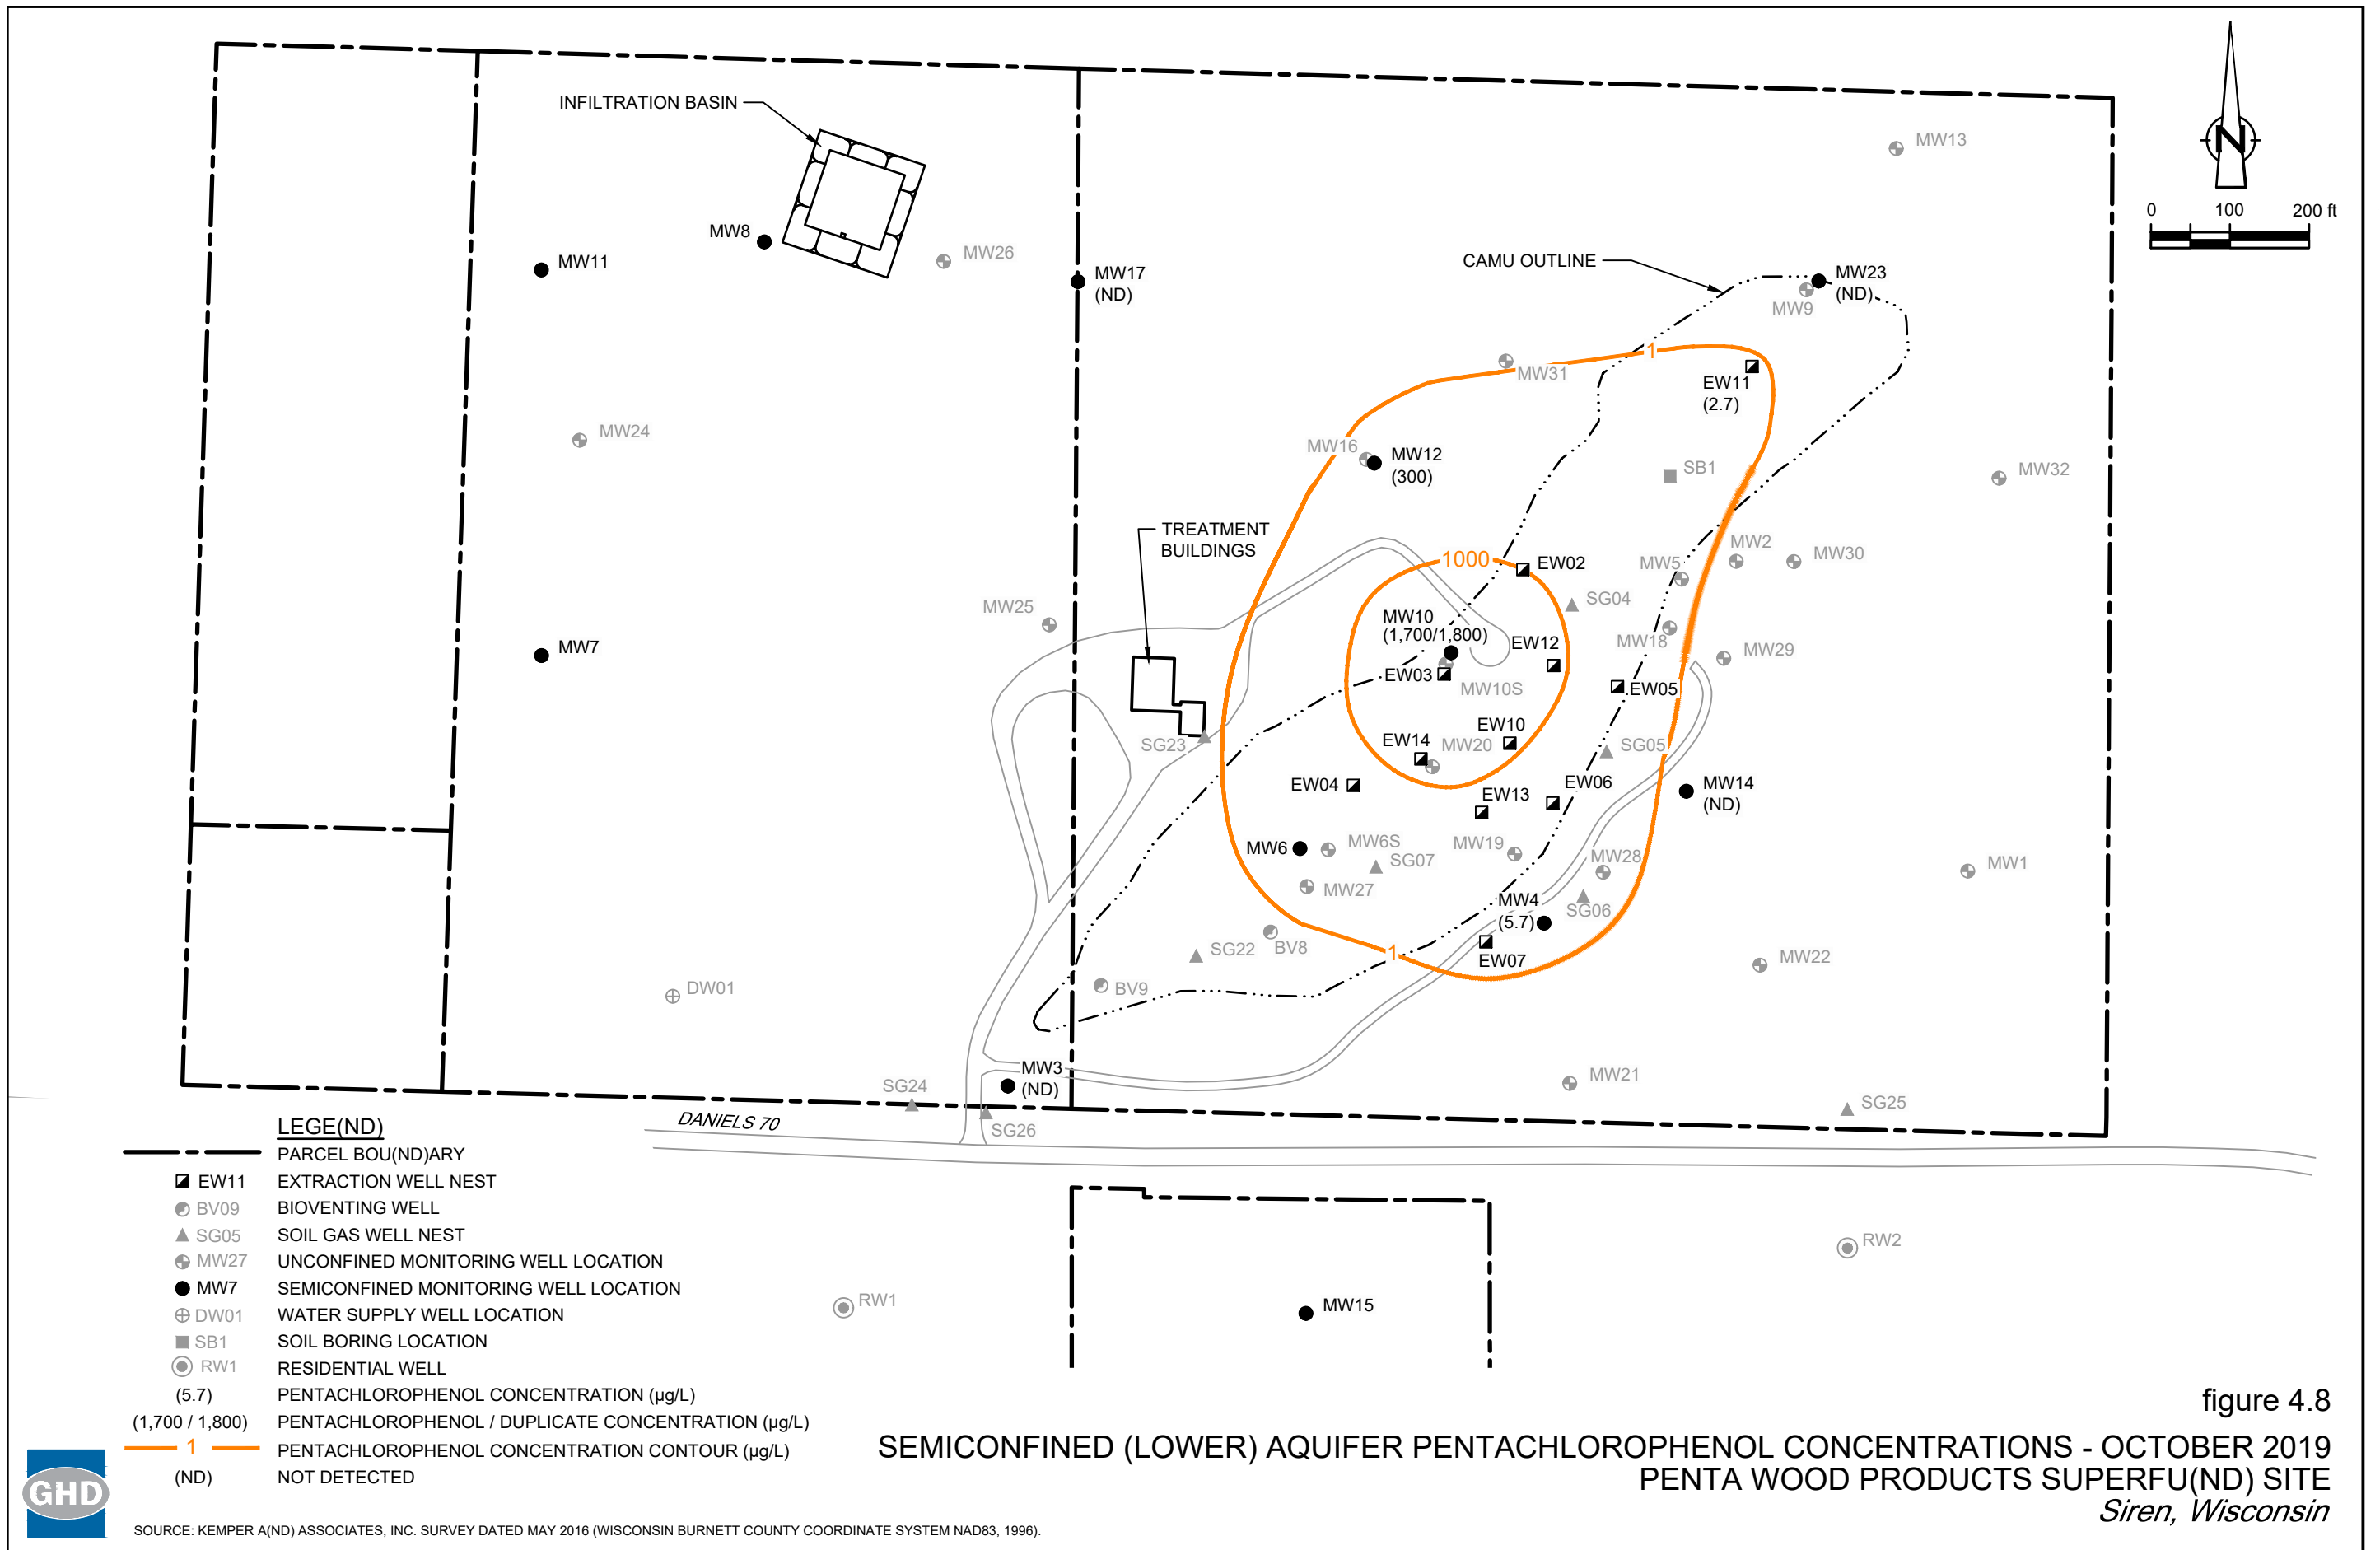 INFILTRATION BASIN
MW13
N
0 100 200 ft
MW8
MW26
MW11
MW17
(ND)
CAMU OUTLINE
MW23
(ND)
MW9
1
MW31
EW11
(2.7)
MW24
MW16
MW12
(300)
SB1
MW32
TREATMENT
BUILDINGS
1000
EW02
MW5
MW2
MW30
SG04
MW25
MW10
(1,700/1,800)
EW12
MW18
MW29
MW7
EW03
MW10S
EW05
SG23
EW14
MW20
EW10
SG05
EW04
EW13
EW06
MW14
(ND)
MW6
MW6S
SG07
MW19
MW28
MW1
MW27
MW4
(5.7)
SG06
SG22
BV8
1
EW07
MW22
DW01
BV9
MW3
(ND)
MW21
SG24
SG26
SG25
DANIELS 70
LEGE(ND)
PARCEL BOU(ND)ARY
EW11 EXTRACTION WELL NEST
BV09 BIOVENTING WELL
SG05 SOIL GAS WELL NEST
MW27 UNCONFINED MONITORING WELL LOCATION
MW7 SEMICONFINED MONITORING WELL LOCATION
DW01 WATER SUPPLY WELL LOCATION
SB1 SOIL BORING LOCATION
RW1 RESIDENTIAL WELL
(5.7) PENTACHLOROPHENOL CONCENTRATION (µg/L)
(1,700 / 1,800) PENTACHLOROPHENOL / DUPLICATE CONCENTRATION (µg/L)
1 PENTACHLOROPHENOL CONCENTRATION CONTOUR (µg/L)
(ND) NOT DETECTED
RW2
RW1
MW15
figure 4.8
SEMICONFINED (LOWER) AQUIFER PENTACHLOROPHENOL CONCENTRATIONS - OCTOBER 2019
PENTA WOOD PRODUCTS SUPERFU(ND) SITE
Siren, Wisconsin
GHD
SOURCE: KEMPER A(ND) ASSOCIATES, INC. SURVEY DATED MAY 2016 (WISCONSIN BURNETT COUNTY COORDINATE SYSTEM NAD83, 1996).